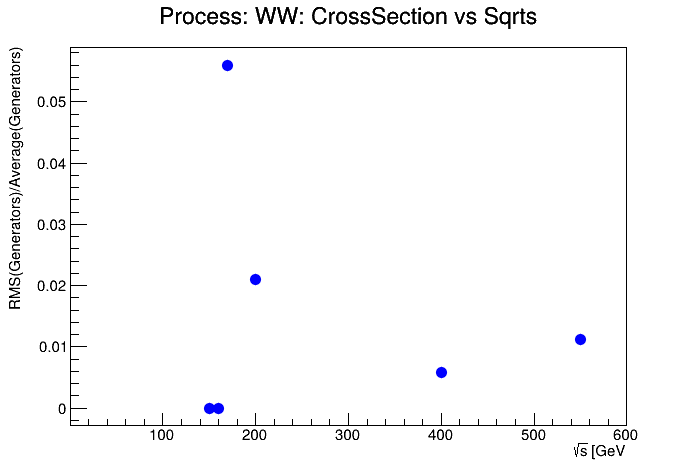 Process: WW: CrossSection vs Sqrts
RMS(Generators)/Average(Generators)
0.05
0.04
0.03
0.02
0.01
0
100 200 300 400 500 600
√s [GeV